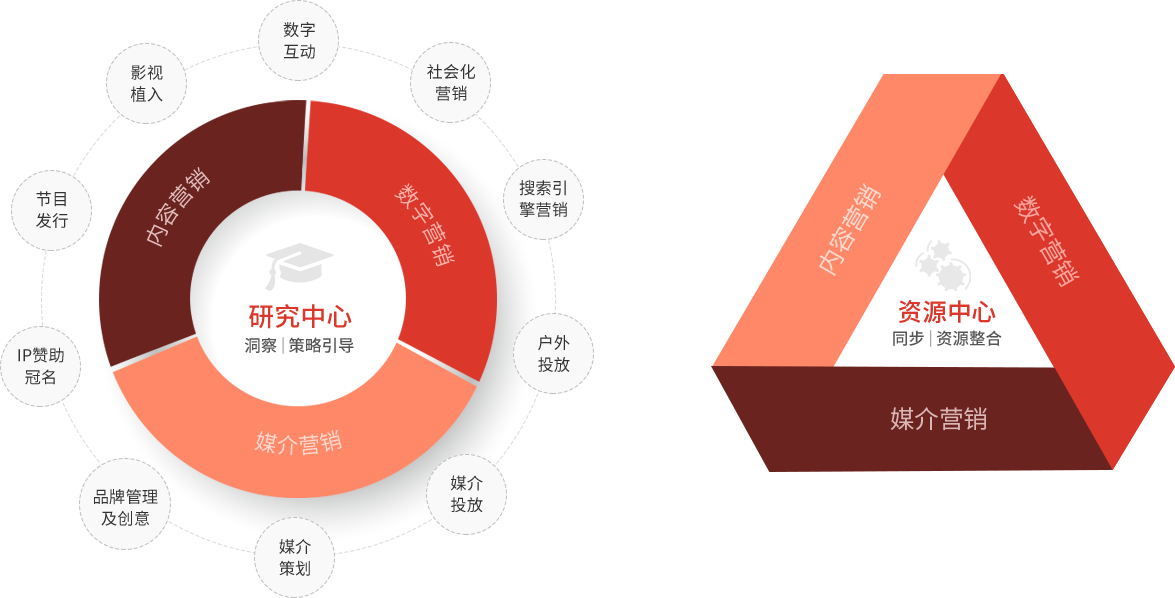 数字
互动
社会化
营销
搜索引
擎营销
户外
投放
媒介
投放
媒介
策划
品牌管理
及创意
IP赞助
冠名
节目
发行
影视
植入
内容营销
数字营销
媒介营销
研究中心
洞察|策略引导
内容营销
数字营销
媒介营销
资源中心
同步|资源整合